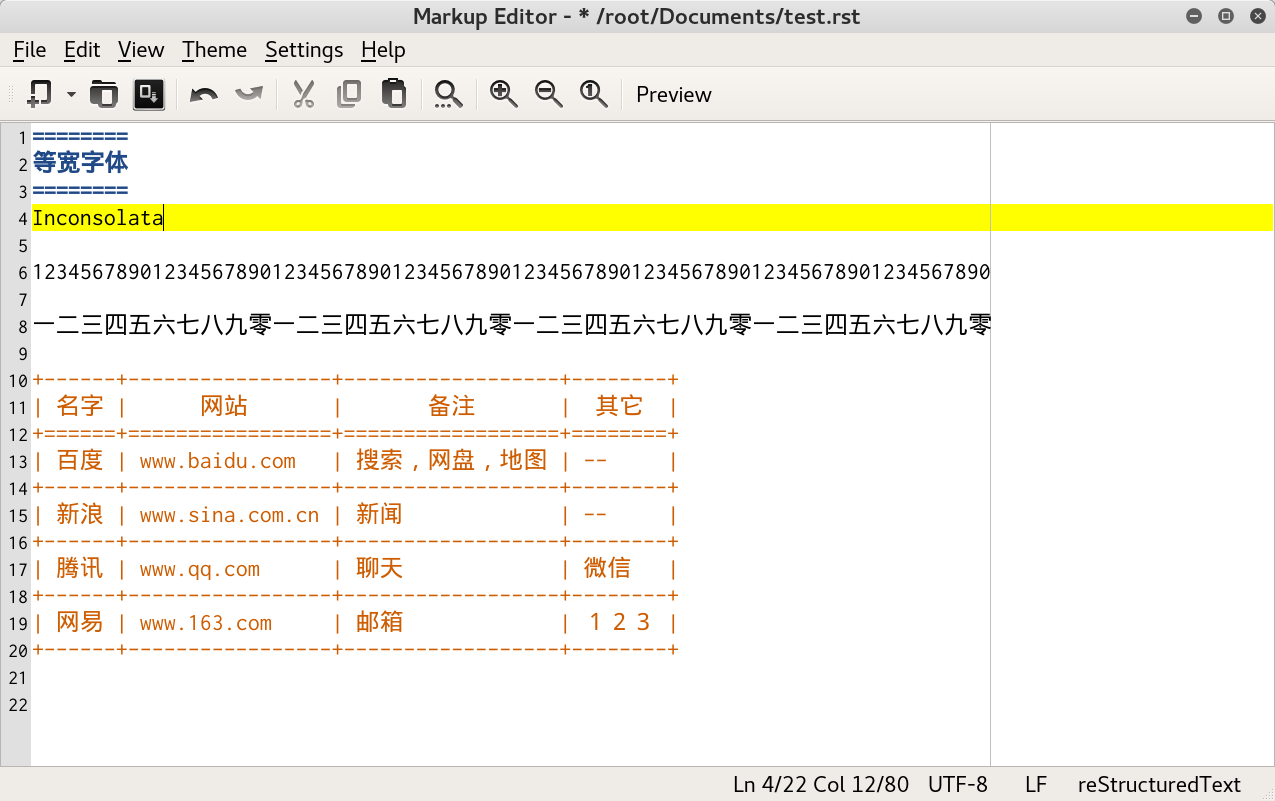 Markup Editor - * /root/Documents/test.rst
File Edit View Theme Settings Help
Preview
1 ========
2 等宽字体
3 ========
4 Inconsolata
5
6 12345678901234567890123456789012345678901234567890123456789012345678901234567890
7
8 一二三四五六七八九零一二三四五六七八九零一二三四五六七八九零一二三四五六七八九零
9
10 +------+-----------------+------------------+--------+
11 | 名字 |      网站       |       备注       |  其它  |
12 +======+=================+==================+========+
13 | 百度 | www.baidu.com   | 搜索，网盘，地图 | --     |
14 +------+-----------------+------------------+--------+
15 | 新浪 | www.sina.com.cn | 新闻             | --     |
16 +------+-----------------+------------------+--------+
17 | 腾讯 | www.qq.com      | 聊天             | 微信   |
18 +------+-----------------+------------------+--------+
19 | 网易 | www.163.com     | 邮箱             | １２３ |
20 +------+-----------------+------------------+--------+
21
22
Ln 4/22 Col 12/80 UTF-8 LF reStructuredText